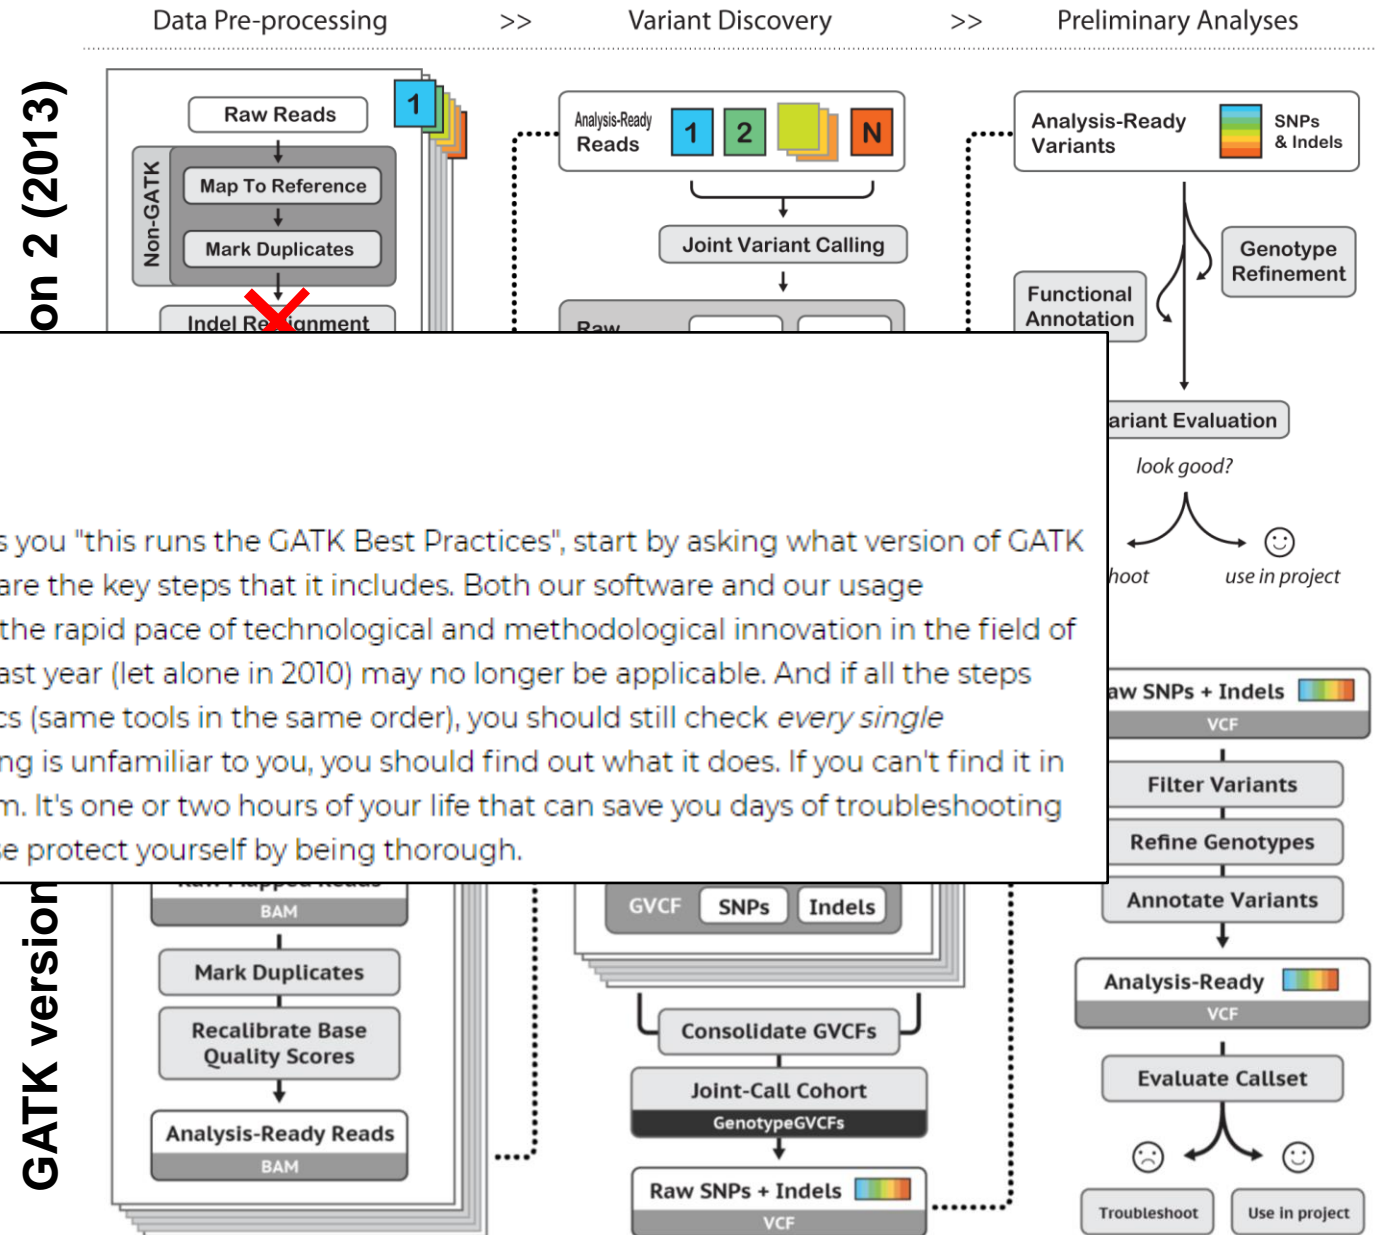 Data Pre-processing >> Variant Discovery >> Preliminary Analyses
on 2 (2013)
Raw Reads
1
Non-GATK
Map To Reference
Mark Duplicates
Indel Re ignment
Analysis-Ready
Reads
1 2 N
Joint Variant Calling
Raw
Analysis-Ready
Variants
SNPs
& Indels
Genotype
Refinement
Functional
Annotation
ariant Evaluation
look good?
hoot
use in project
s you "this runs the GATK Best Practices", start by asking what version of GATK
are the key steps that it includes. Both our software and our usage
the rapid pace of technological and methodological innovation in the field of
ast year (let alone in 2010) may no longer be applicable. And if all the steps
cs (same tools in the same order), you should still check every single
ng is unfamiliar to you, you should find out what it does. If you can't find it in
m. It's one or two hours of your life that can save you days of troubleshooting
se protect yourself by being thorough.
GATK version
Raw Mapped Reads
BAM
Mark Duplicates
Recalibrate Base
Quality Scores
Analysis-Ready Reads
BAM
GVCF SNPs Indels
Consolidate GVCFs
Joint-Call Cohort
GenotypeGVCFs
Raw SNPs + Indels
VCF
aw SNPs + Indels
VCF
Filter Variants
Refine Genotypes
Annotate Variants
Analysis-Ready
VCF
Evaluate Callset
Troubleshoot
Use in project